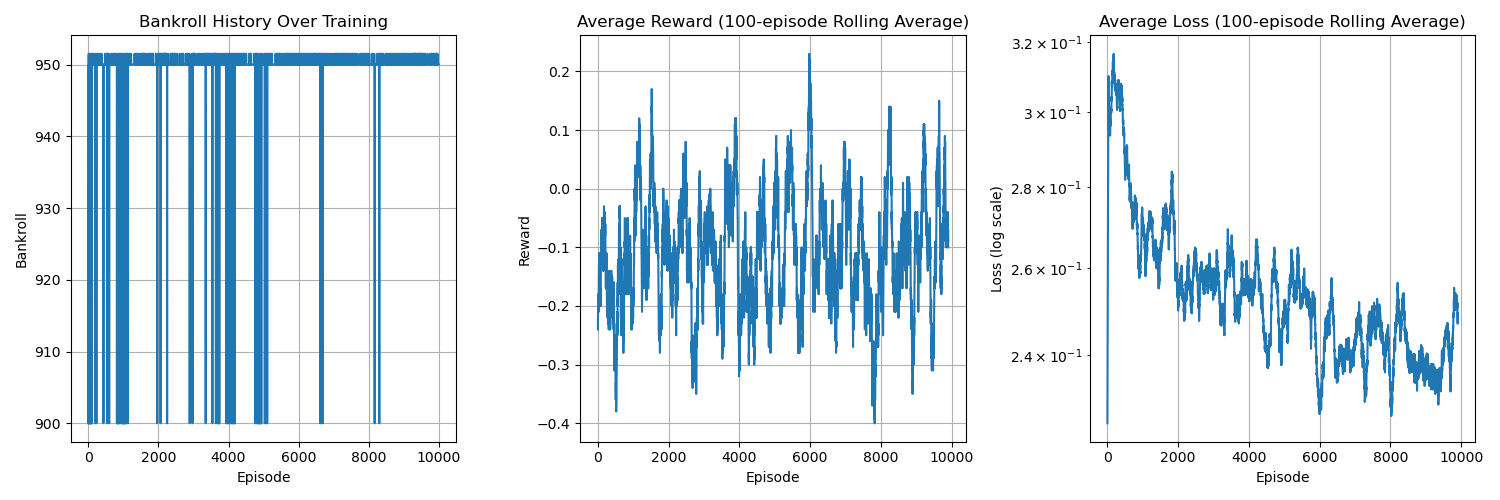 Bankroll History Over Training
Bankroll
950
940
930
920
910
900
0 2000 4000 6000 8000 10000
Episode
Average Reward (100-episode Rolling Average)
Reward
0.2
0.1
0.0
−0.1
−0.2
−0.3
−0.4
0 2000 4000 6000 8000 10000
Episode
Average Loss (100-episode Rolling Average)
Loss (log scale)
3.2 × 10⁻¹
3 × 10⁻¹
2.8 × 10⁻¹
2.6 × 10⁻¹
2.4 × 10⁻¹
0 2000 4000 6000 8000 10000
Episode